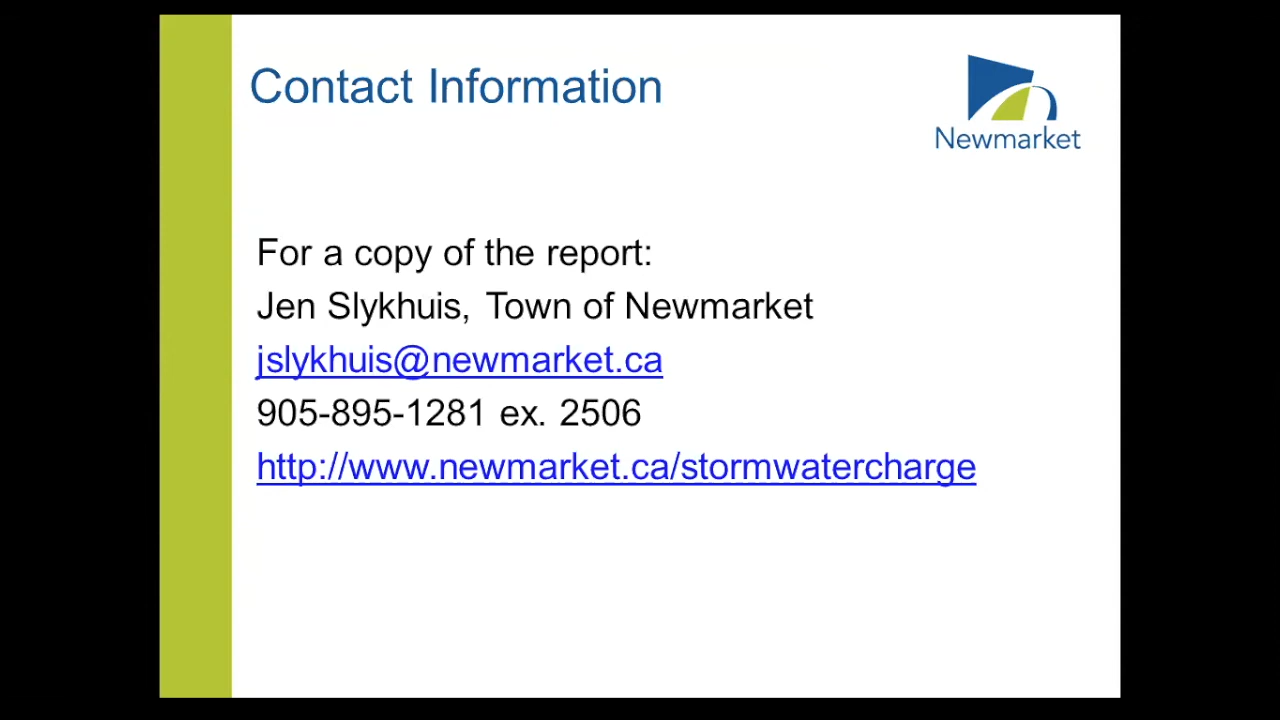 Contact Information
Newmarket
For a copy of the report:
Jen Slykhuis, Town of Newmarket
jslykhuis@newmarket.ca
905-895-1281 ex. 2506
http://www.newmarket.ca/stormwatercharge